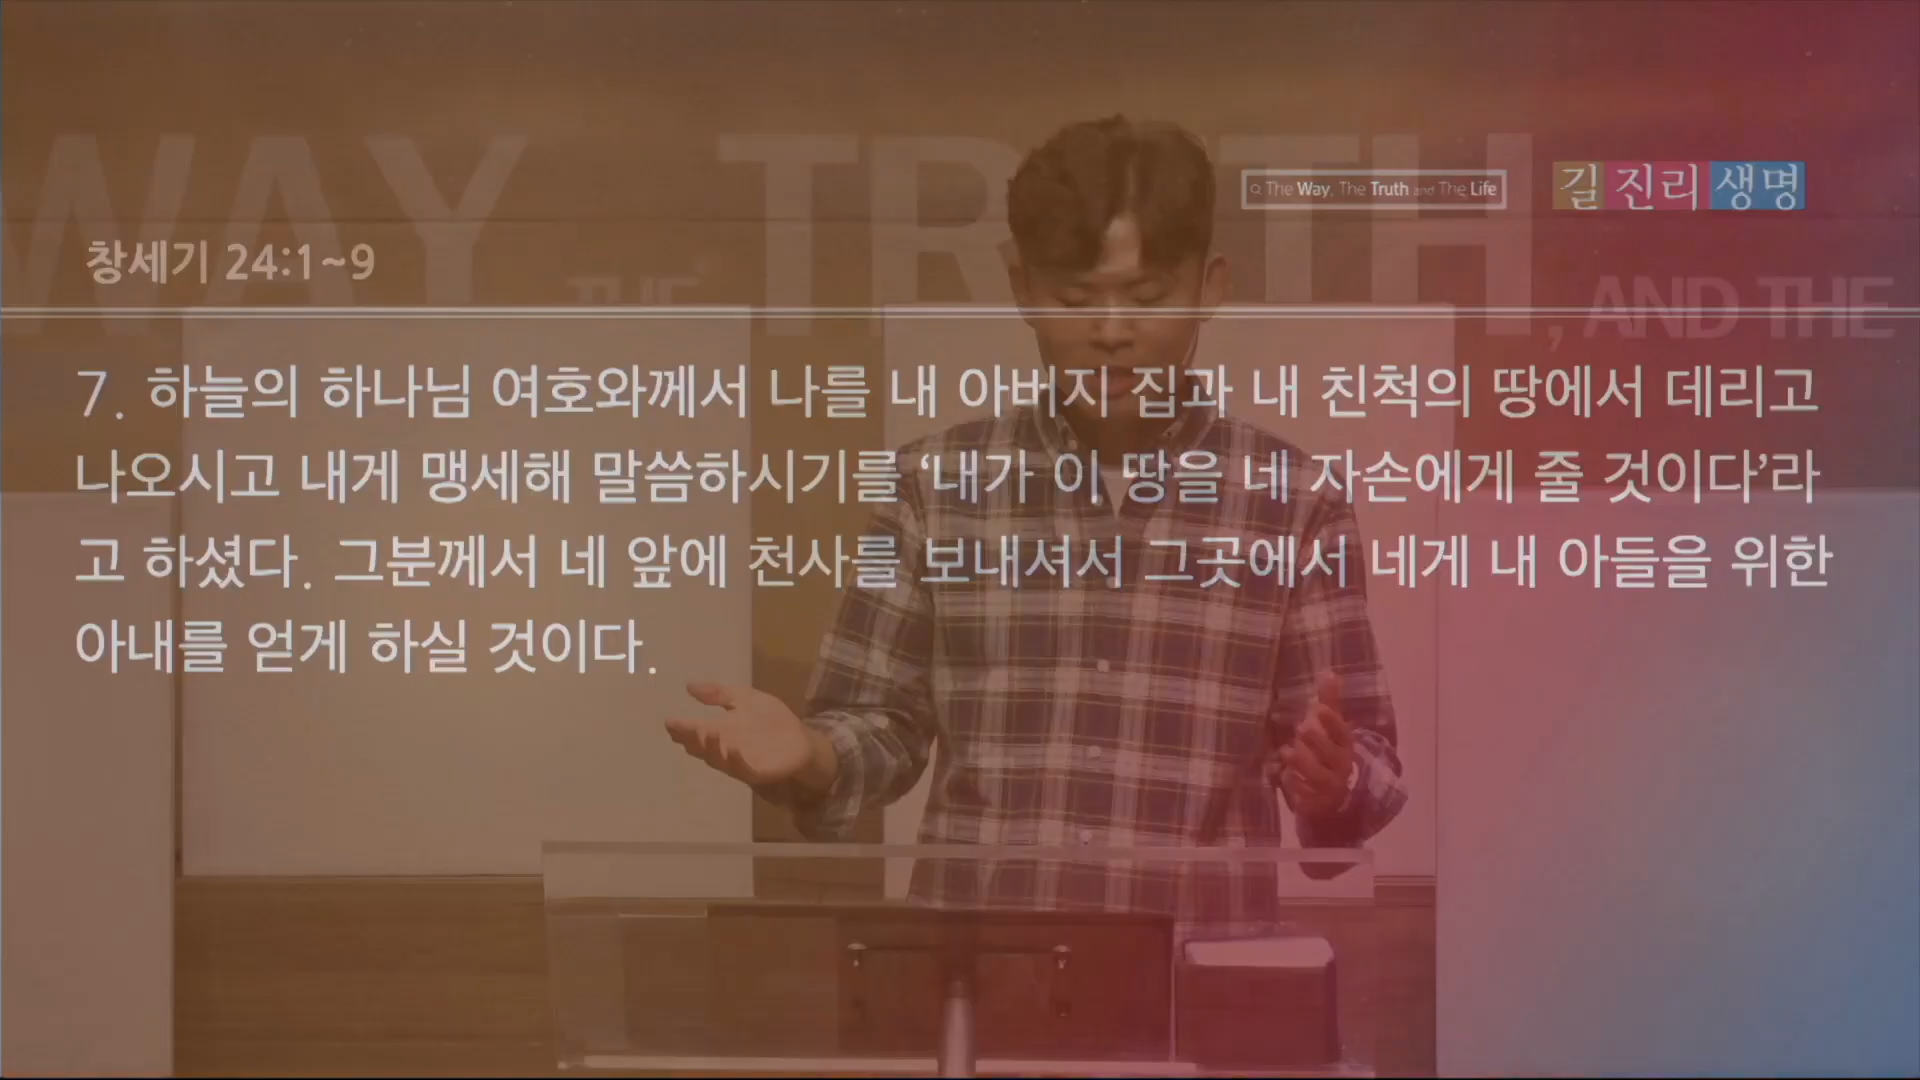 WAY THE TRUTH, AND THE
The Way, The Truth and The Life
길 진리 생명
창세기 24:1~9
7. 하늘의 하나님 여호와께서 나를 내 아버지 집과 내 친척의 땅에서 데리고
나오시고 내게 맹세해 말씀하시기를 ‘내가 이 땅을 네 자손에게 줄 것이다’라
고 하셨다. 그분께서 네 앞에 천사를 보내셔서 그곳에서 네게 내 아들을 위한
아내를 얻게 하실 것이다.